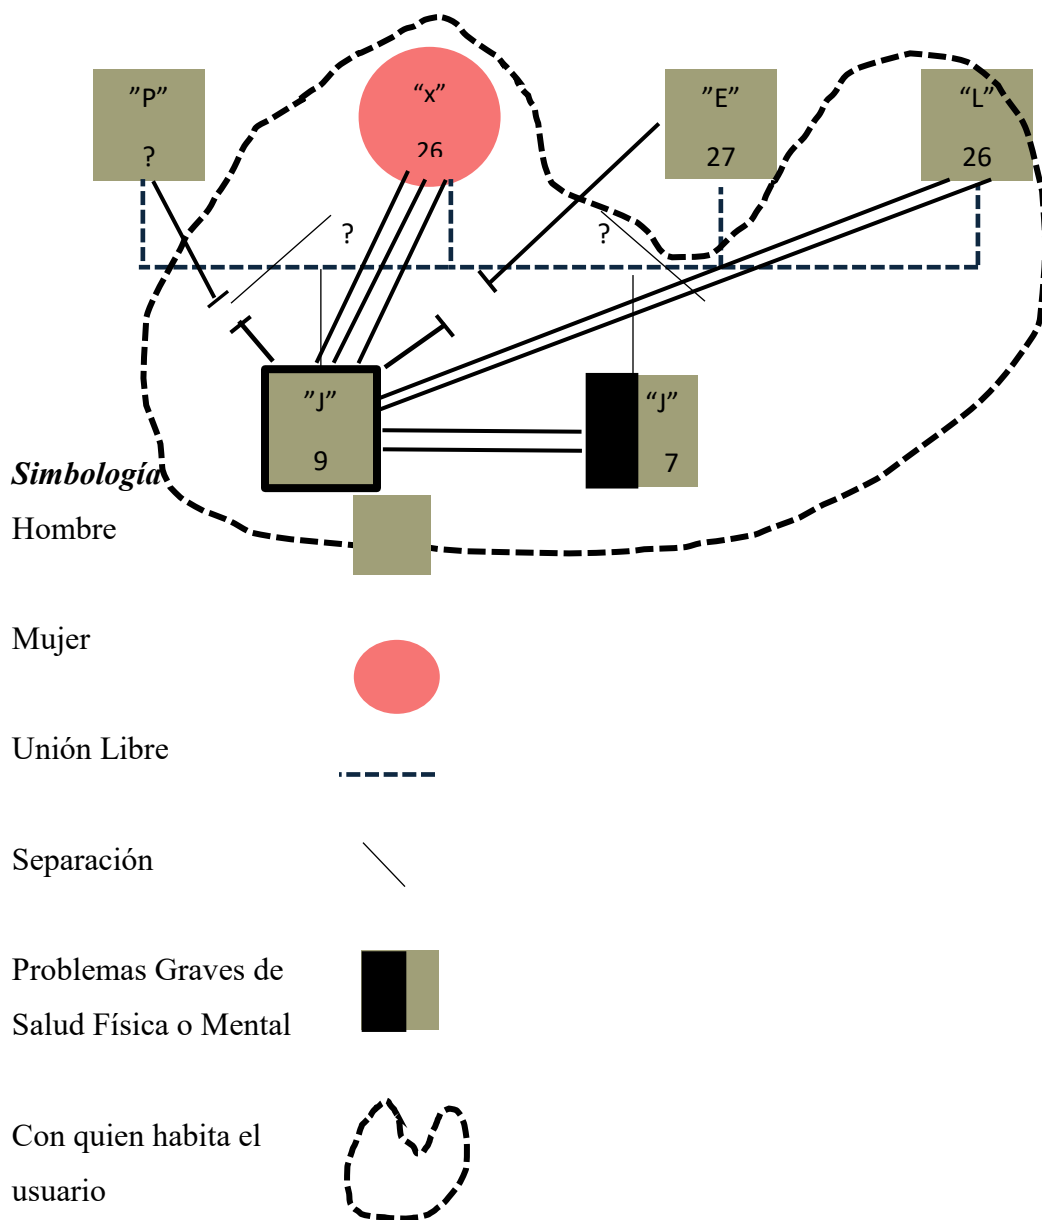 ”P”
“x”
”E”
“L”
?
26
27
26
?
?
”J”
“J”
9
7
Simbología
Hombre
Mujer
Unión Libre
Separación
Problemas Graves de
Salud Física o Mental
Con quien habita el
usuario